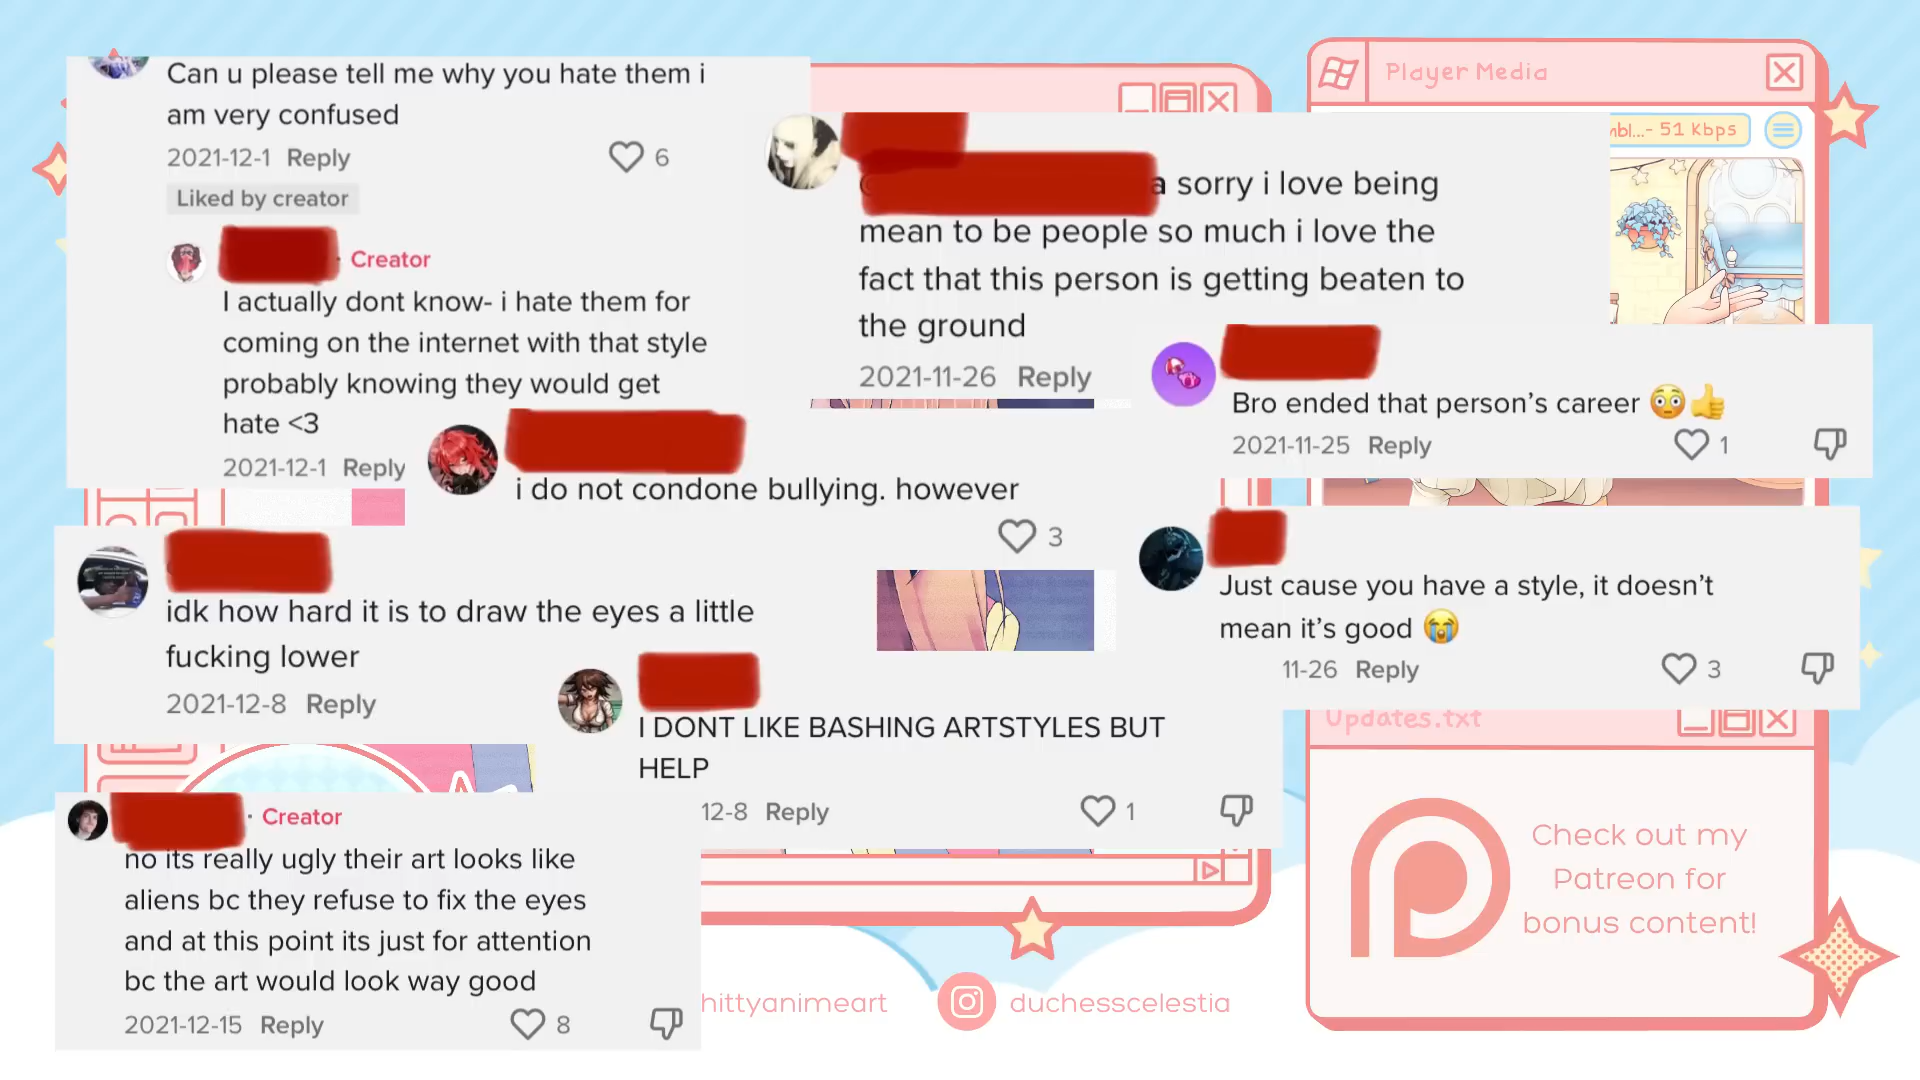 Can u please tell me why you hate them i
am very confused
2021-12-1 Reply
6
Liked by creator
· Creator
I actually dont know- i hate them for
coming on the internet with that style
probably knowing they would get
hate <3
2021-12-1 Reply
a sorry i love being
mean to be people so much i love the
fact that this person is getting beaten to
the ground
2021-11-26 Reply
Player Media
- 51 Kbps
Bro ended that person's career 😳👍
2021-11-25 Reply
1
i do not condone bullying. however
3
idk how hard it is to draw the eyes a little
fucking lower
2021-12-8 Reply
Just cause you have a style, it doesn't
mean it's good 😭
11-26 Reply
3
I DONT LIKE BASHING ARTSTYLES BUT
HELP
12-8 Reply
1
Updates.txt
Check out my
Patreon for
bonus content!
· Creator
no its really ugly their art looks like
aliens bc they refuse to fix the eyes
and at this point its just for attention
bc the art would look way good
2021-12-15 Reply
8
hittyanimeart
duchesscelestia